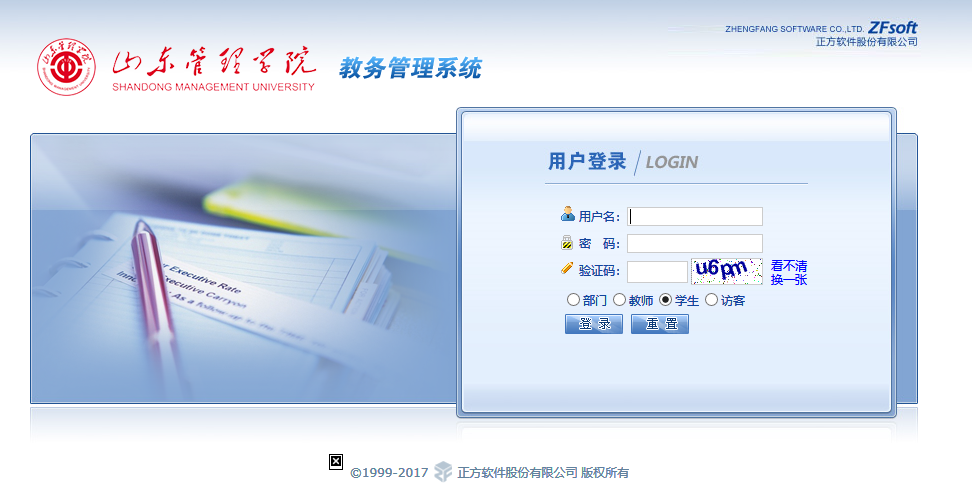 ZHENGFANG SOFTWARE CO.,LTD. ZFsoft
正方软件股份有限公司
山东管理学院 教务管理系统
SHANDONG MANAGEMENT UNIVERSITY
用户登录 / LOGIN
用户名：
密 码：
验证码： u6pm 看不清
换一张
部门 教师 学生 访客
登 录 重 置
r Executive Rate
Executive Carryon
As a follow up to the
©1999-2017 正方软件股份有限公司 版权所有